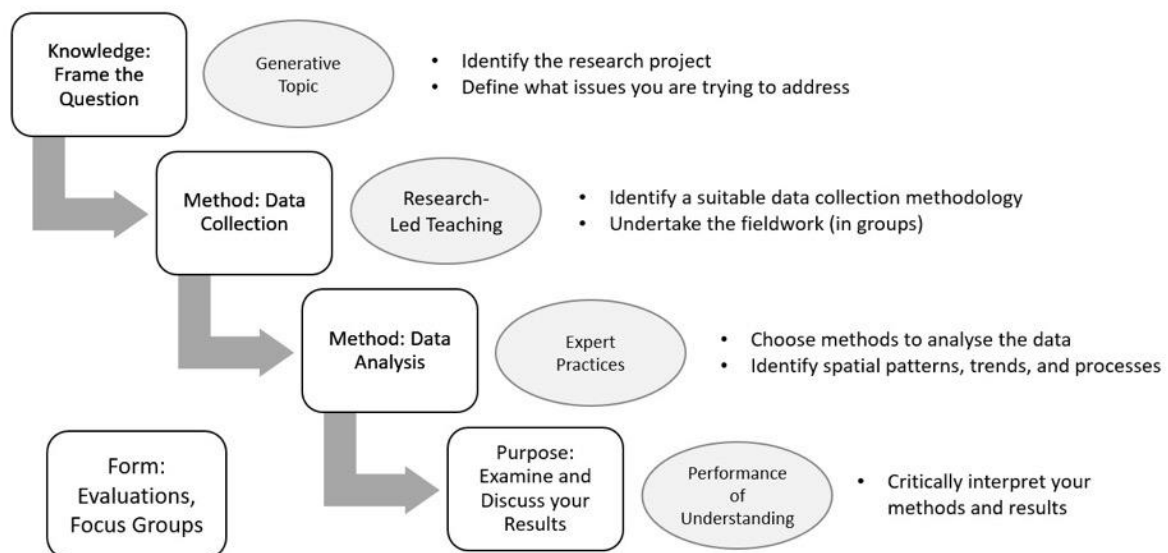 Knowledge:
Frame the
Question
Generative
Topic
• Identify the research project
• Define what issues you are trying to address
Method: Data
Collection
Research-
Led Teaching
• Identify a suitable data collection methodology
• Undertake the fieldwork (in groups)
Method: Data
Analysis
Expert
Practices
• Choose methods to analyse the data
• Identify spatial patterns, trends, and processes
Form:
Evaluations,
Focus Groups
Purpose:
Examine and
Discuss your
Results
Performance
of
Understanding
• Critically interpret your
methods and results